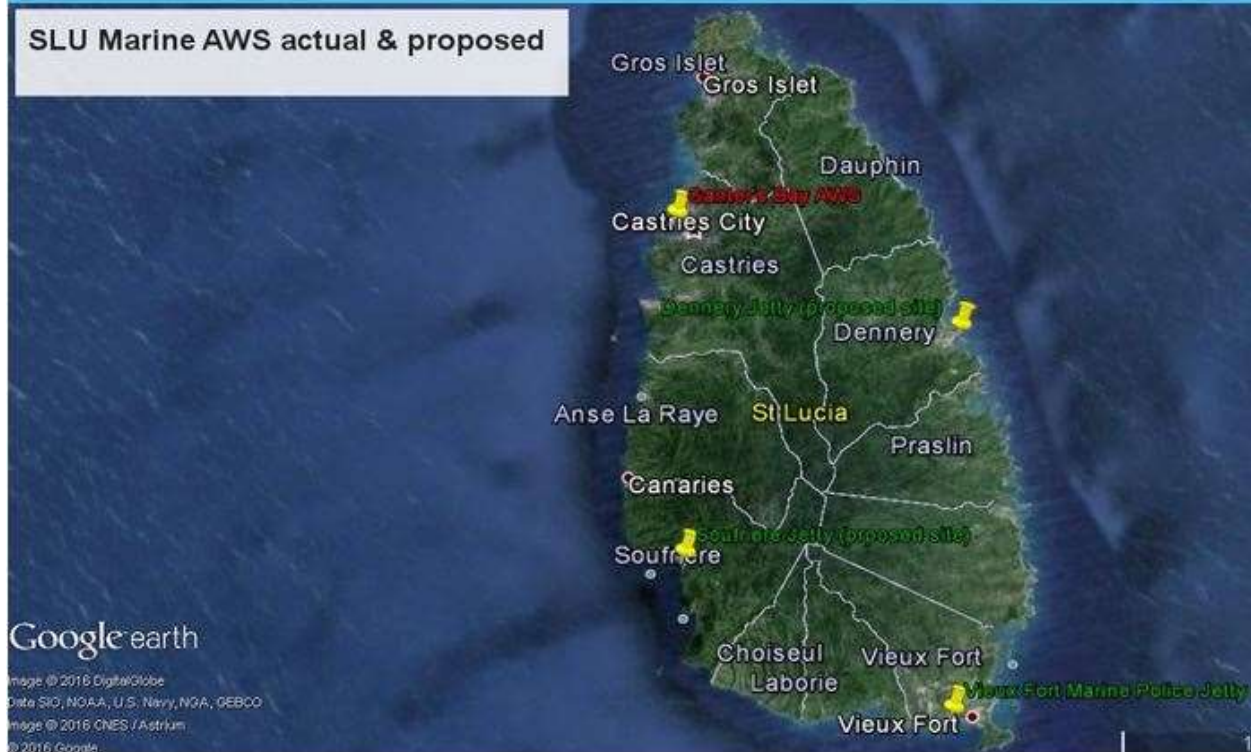 SLU Marine AWS actual & proposed
Gros Islet
Gros Islet
Dauphin
Ganter's Bay AWS
Castries City
Castries
Dennery Jetty (proposed site)
Dennery
Anse La Raye
St Lucia
Praslin
Canaries
Soufriere Jetty (proposed site)
Soufriere
Choiseul
Vieux Fort
Laborie
Vieux Fort Marine Police Jetty
Vieux Fort
Google earth
Image © 2016 DigitalGlobe
Data SIO, NOAA, U.S. Navy, NGA, GEBCO
Image © 2016 CNES / Astrium
© 2016 Google